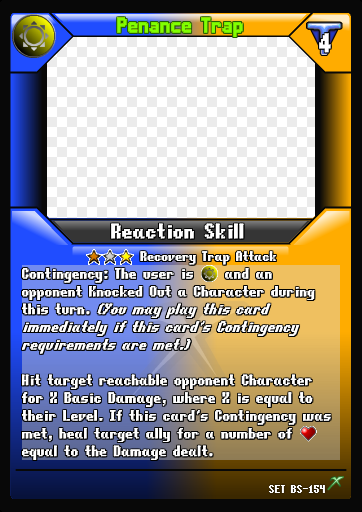 Penance Trap
4
Reaction Skill
Recovery Trap Attack
Contingency: The user is and an
opponent Knocked Out a Character during
this turn. (You may play this card
immediately if this card's Contingency
requirements are met.)
Hit target reachable opponent Character
for X Basic Damage, where X is equal to
their Level. If this card's Contingency was
met, heal target ally for a number of
equal to the Damage dealt.
SET BS-154